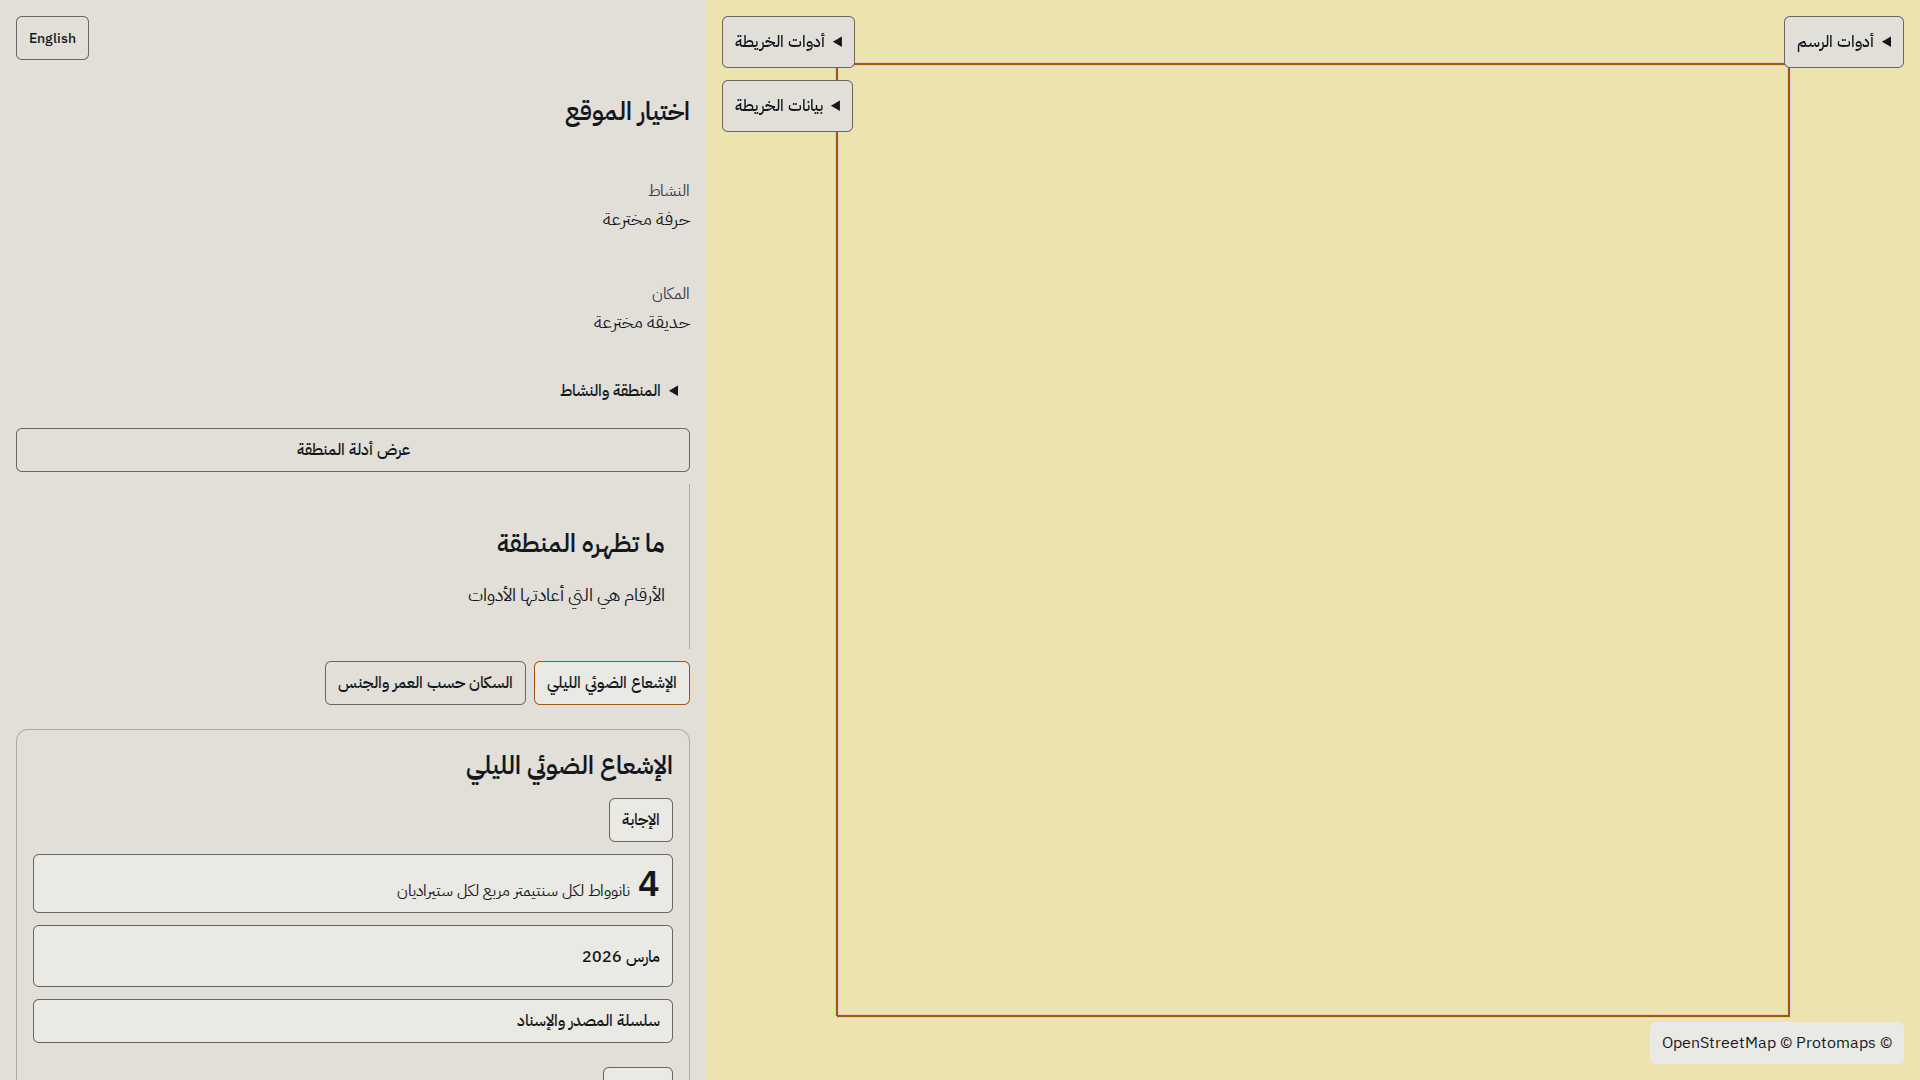 English
اختيار الموقع
النشاط
حرفة مخترعة
المكان
حديقة مخترعة
المنطقة والنشاط
عرض أدلة المنطقة
ما تظهره المنطقة
الأرقام هي التي أعادتها الأدوات
الإشعاع الضوئي الليلي
السكان حسب العمر والجنس
الإشعاع الضوئي الليلي
الإجابة
4 نانوواط لكل سنتيمتر مربع لكل ستيراديان
مارس 2026
سلسلة المصدر والإسناد
أدوات الرسم
أدوات الخريطة
بيانات الخريطة
OpenStreetMap © Protomaps ©